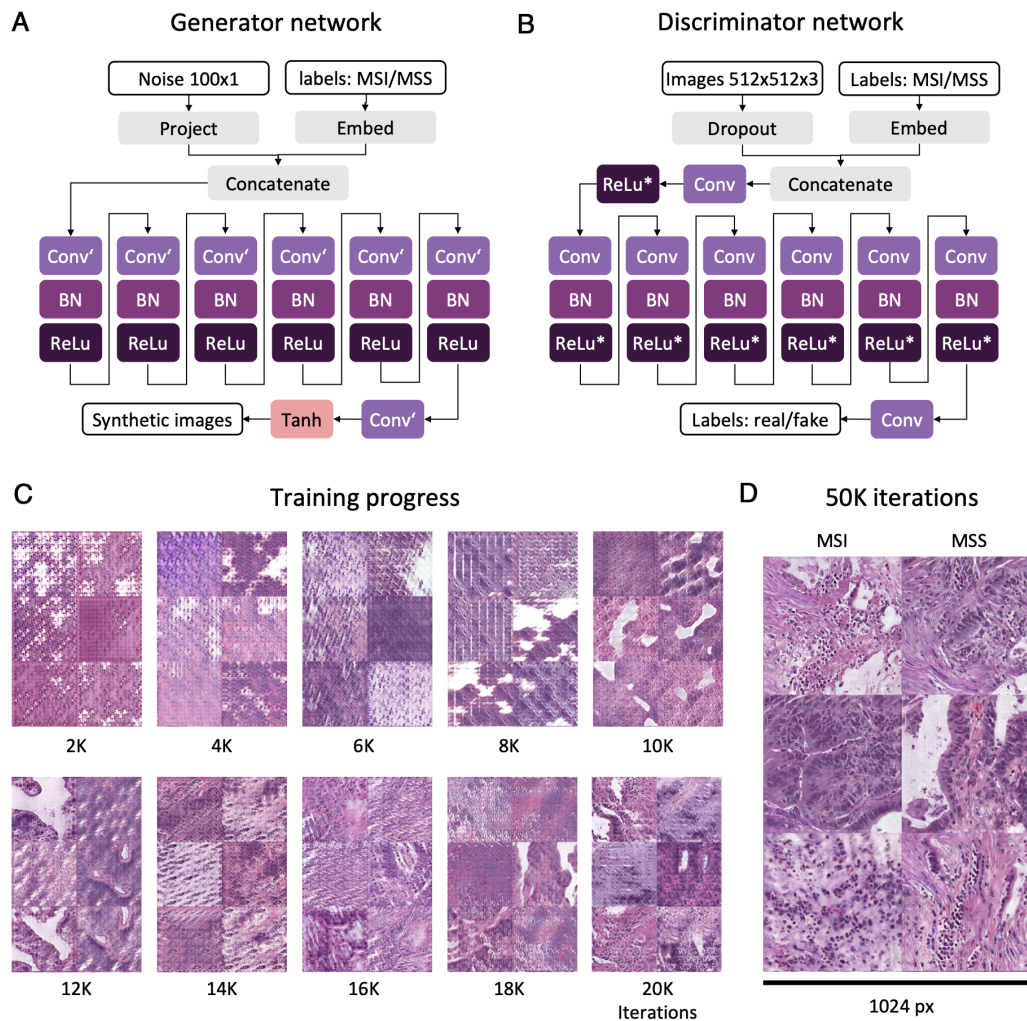 A
Generator network
Noise 100x1
labels: MSI/MSS
Project
Embed
Concatenate
Conv‘ Conv‘ Conv‘ Conv‘ Conv‘ Conv‘
BN BN BN BN BN BN
ReLu ReLu ReLu ReLu ReLu ReLu
Synthetic images
Tanh
Conv‘
B
Discriminator network
Images 512x512x3
Labels: MSI/MSS
Dropout
Embed
ReLu*
Conv
Concatenate
Conv Conv Conv Conv Conv Conv
BN BN BN BN BN BN
ReLu* ReLu* ReLu* ReLu* ReLu* ReLu*
Labels: real/fake
Conv
C
Training progress
2K 4K 6K 8K 10K
12K 14K 16K 18K 20K
Iterations
D
50K iterations
MSI MSS
1024 px